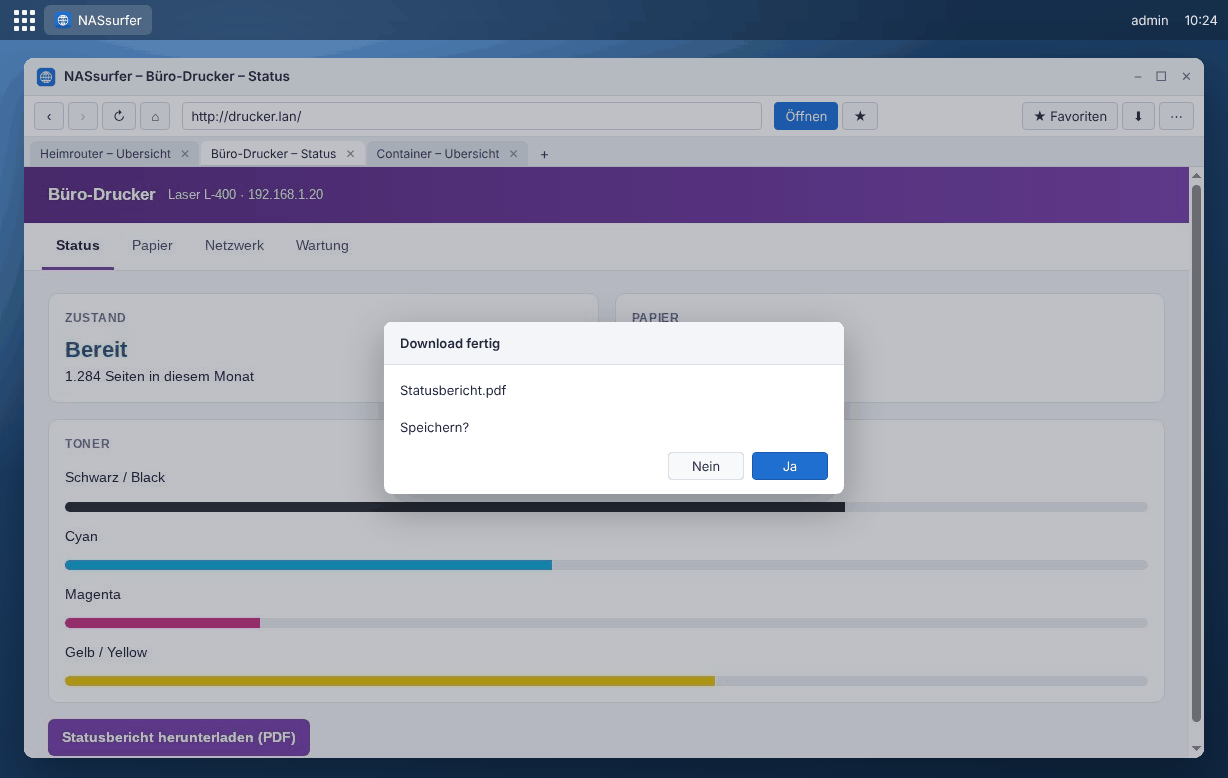 NASsurfer
admin 10:24
NASsurfer – Büro-Drucker – Status
http://drucker.lan/
Öffnen
★ Favoriten
Heimrouter – Übersicht
Büro-Drucker – Status
Container – Übersicht
Büro-Drucker Laser L-400 · 192.168.1.20
Status Papier Netzwerk Wartung
ZUSTAND
PAPIER
Bereit
1.284 Seiten in diesem Monat
Download fertig
Statusbericht.pdf
Speichern?
Nein Ja
TONER
Schwarz / Black
Cyan
Magenta
Gelb / Yellow
Statusbericht herunterladen (PDF)